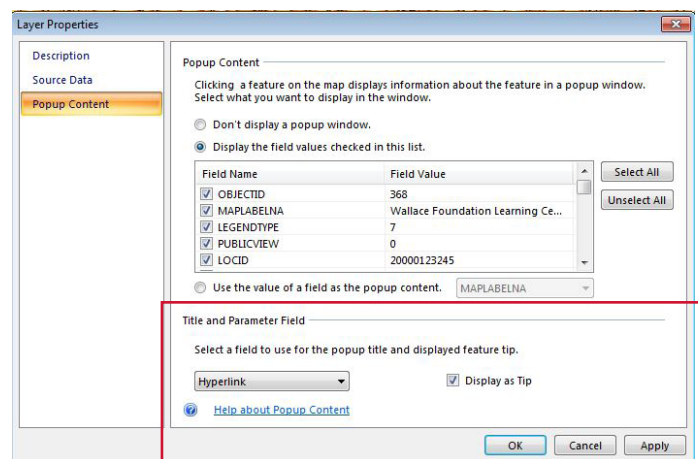 Layer Properties
Description
Source Data
Popup Content
Popup Content
Clicking a feature on the map displays information about the feature in a popup window.
Select what you want to display in the window.
Don't display a popup window.
Display the field values checked in this list.
Field Name Field Value
OBJECTID 368
MAPLABELNA Wallace Foundation Learning Ce...
LEGENDTYPE 7
PUBLICVIEW 0
LOCID 20000123245
Select All
Unselect All
Use the value of a field as the popup content. MAPLABELNA
Title and Parameter Field
Select a field to use for the popup title and displayed feature tip.
Hyperlink Display as Tip
Help about Popup Content
OK Cancel Apply